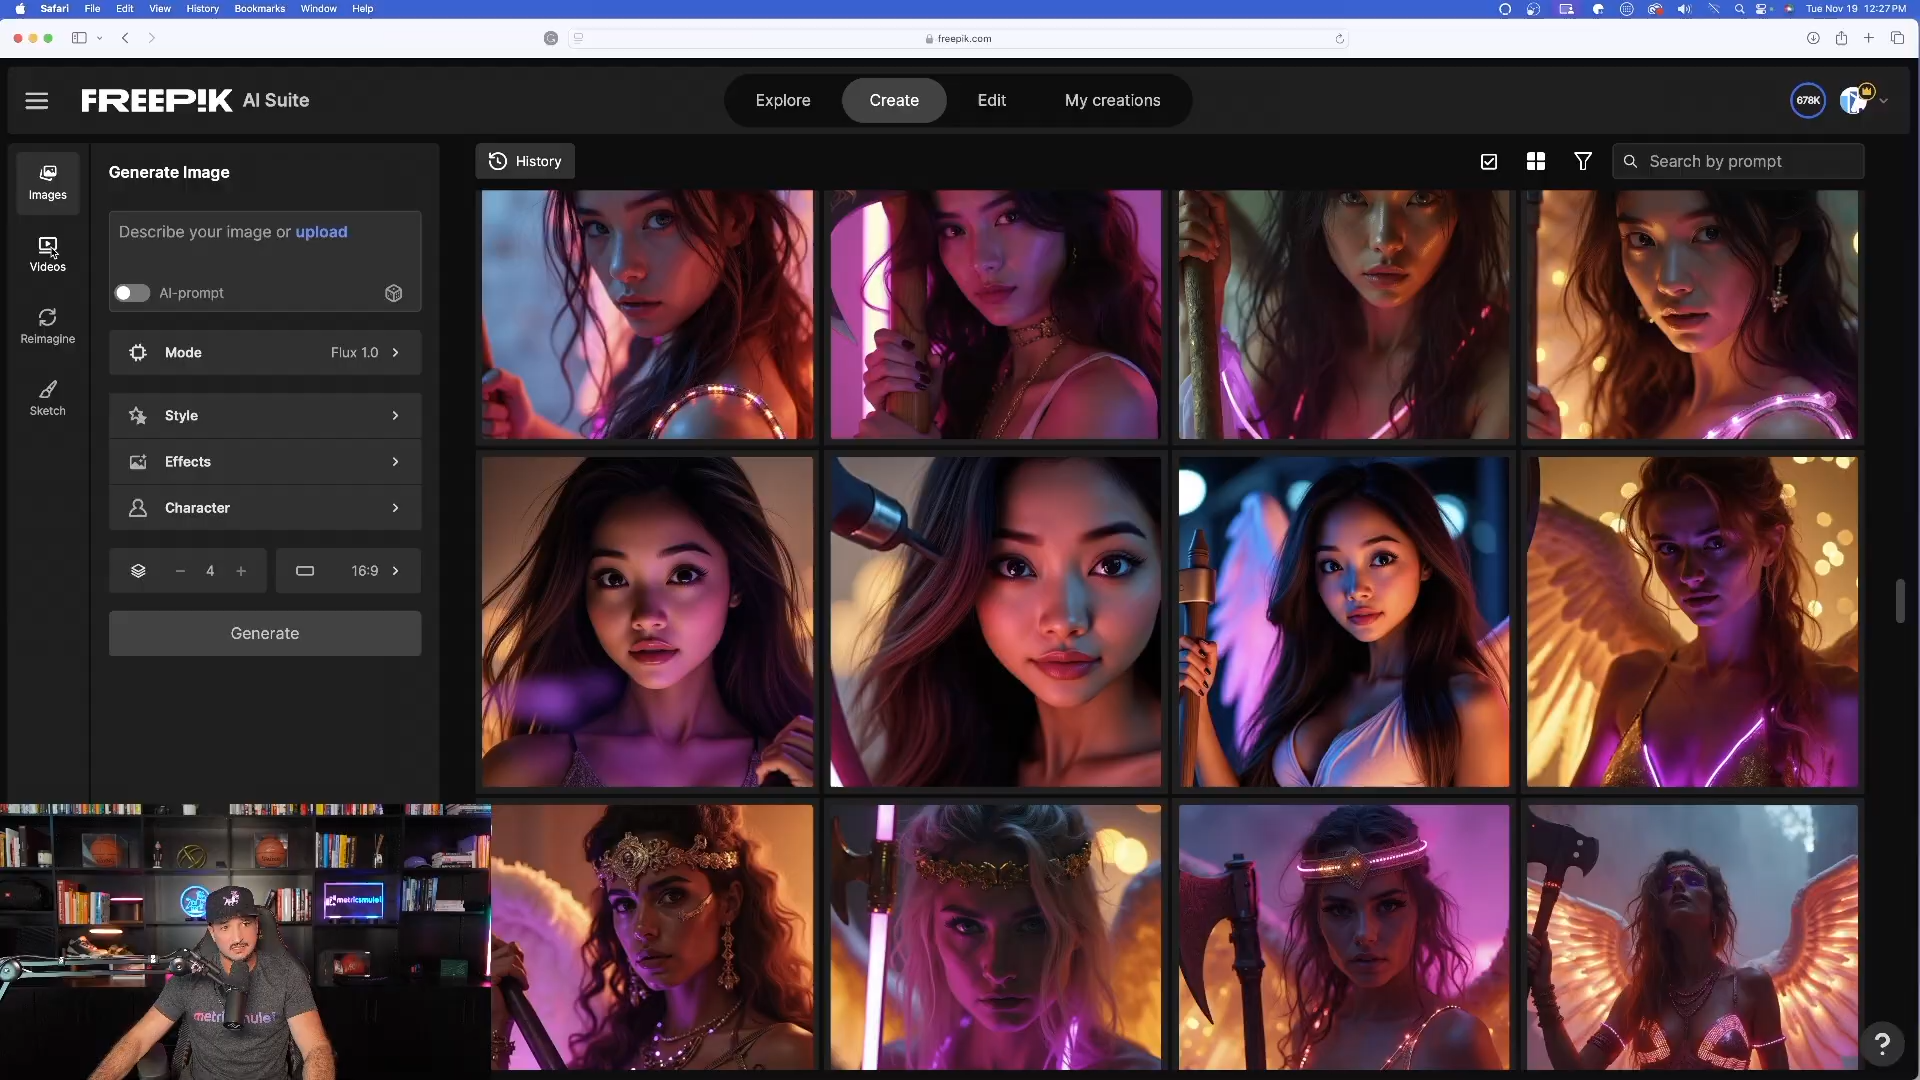 Safari File Edit View History Bookmarks Window Help
Tue Nov 19 12:27 PM
freepik.com
FREEPIK AI Suite
Explore Create Edit My creations
678K
Images
Videos
Reimagine
Sketch
Generate Image
Describe your image or upload
AI-prompt
Mode Flux 1.0
Style
Effects
Character
4 16:9
Generate
History
Search by prompt
metricsmule
?